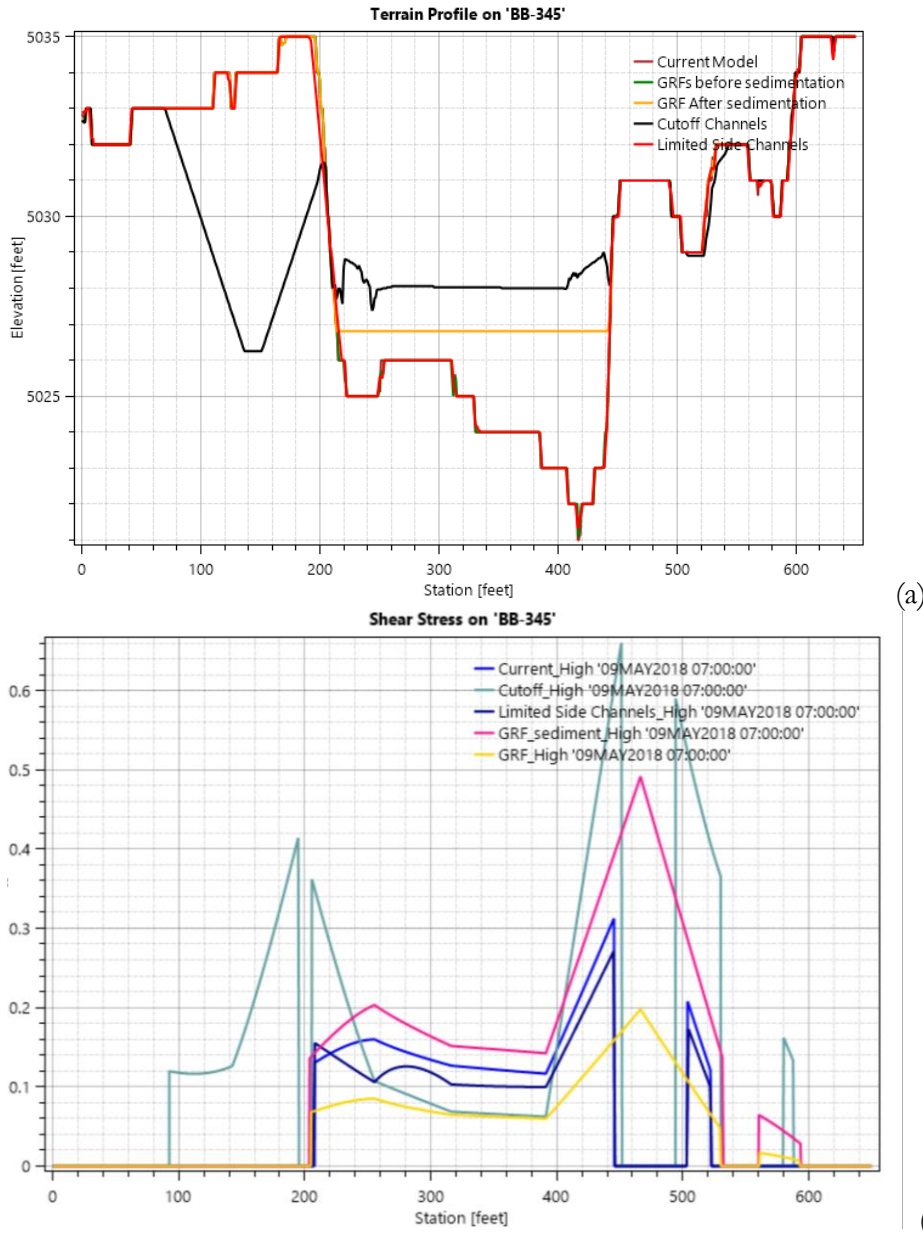 Terrain Profile on 'BB-345'
5035
5030
5025
Elevation [feet]
Current Model
GRFs before sedimentation
GRF After sedimentation
Cutoff Channels
Limited Side Channels
0 100 200 300 400 500 600
Station [feet]
(a)
Shear Stress on 'BB-345'
0.6
0.5
0.4
0.3
0.2
0.1
0
Current_High '09MAY2018 07:00:00'
Cutoff_High '09MAY2018 07:00:00'
Limited Side Channels_High '09MAY2018 07:00:00'
GRF_sediment_High '09MAY2018 07:00:00'
GRF_High '09MAY2018 07:00:00'
0 100 200 300 400 500 600
Station [feet]
(